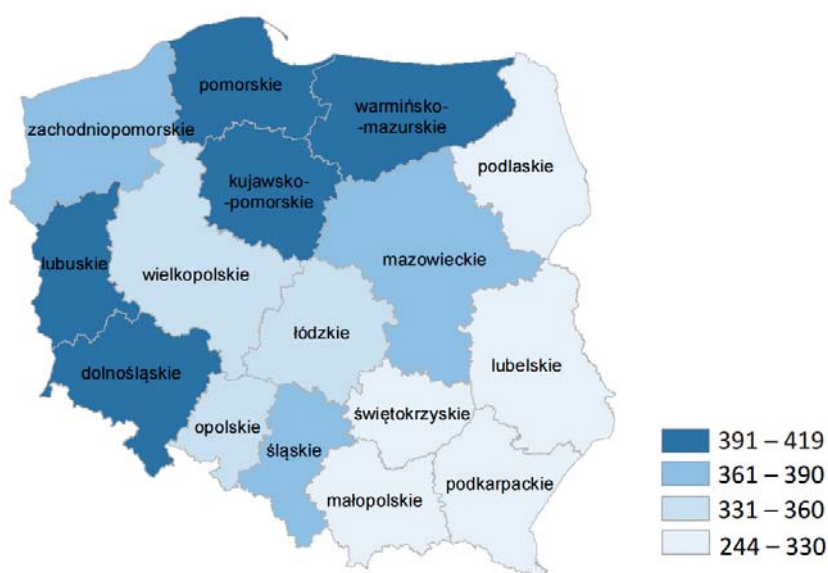 pomorskie
warmińsko-
-mazurskie
zachodniopomorskie
podlaskie
kujawsko-
-pomorskie
mazowieckie
lubuskie
wielkopolskie
łódzkie
lubelskie
dolnośląskie
świętokrzyskie
opolskie
śląskie
podkarpackie
małopolskie
391 – 419
361 – 390
331 – 360
244 – 330